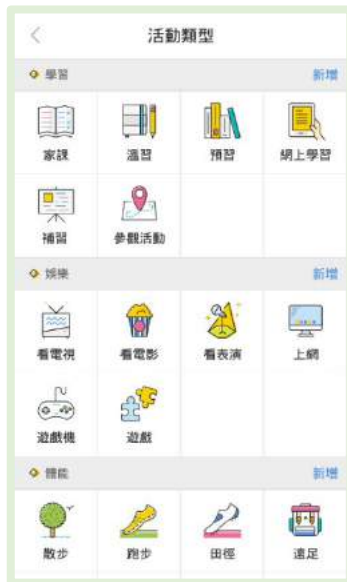 活動類型
學習 新增
家課 溫習 預習 網上學習
補習 參觀活動
娛樂 新增
看電視 看電影 看表演 上網
遊戲機 遊戲
體能 新增
散步 跑步 田徑 遠足